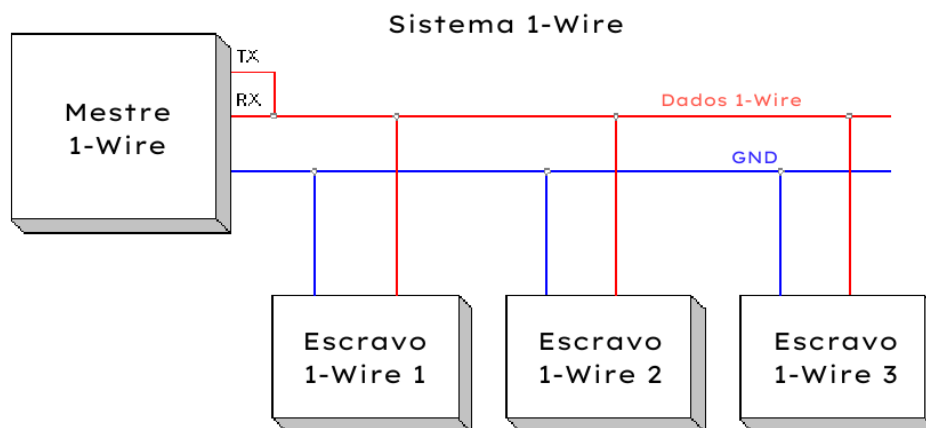 Sistema 1-Wire
TX
RX
Mestre
1-Wire
Dados 1-Wire
GND
Escravo
1-Wire 1
Escravo
1-Wire 2
Escravo
1-Wire 3